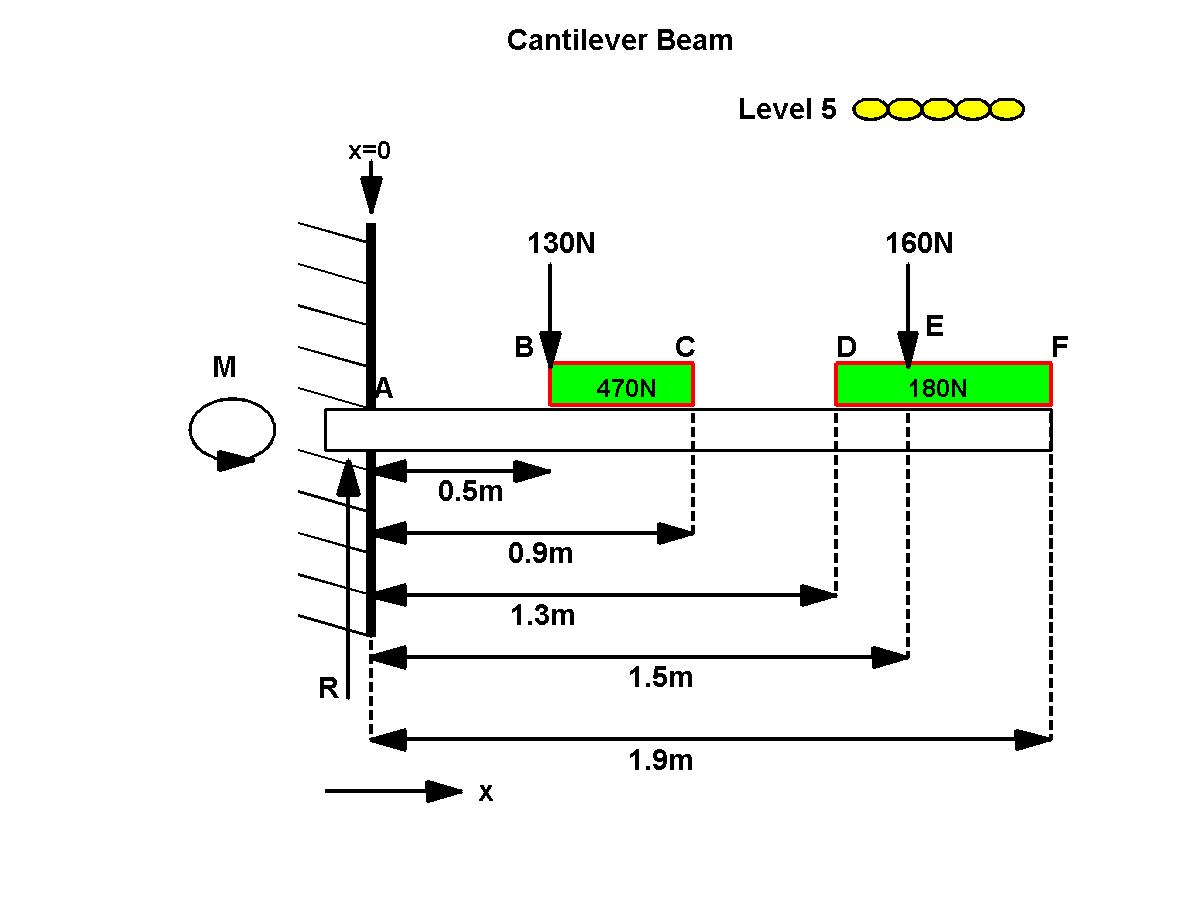 Cantilever Beam
Level 5
x=0
130N
160N
E
B
C
D
F
M
A
470N
180N
0.5m
0.9m
1.3m
1.5m
R
1.9m
x